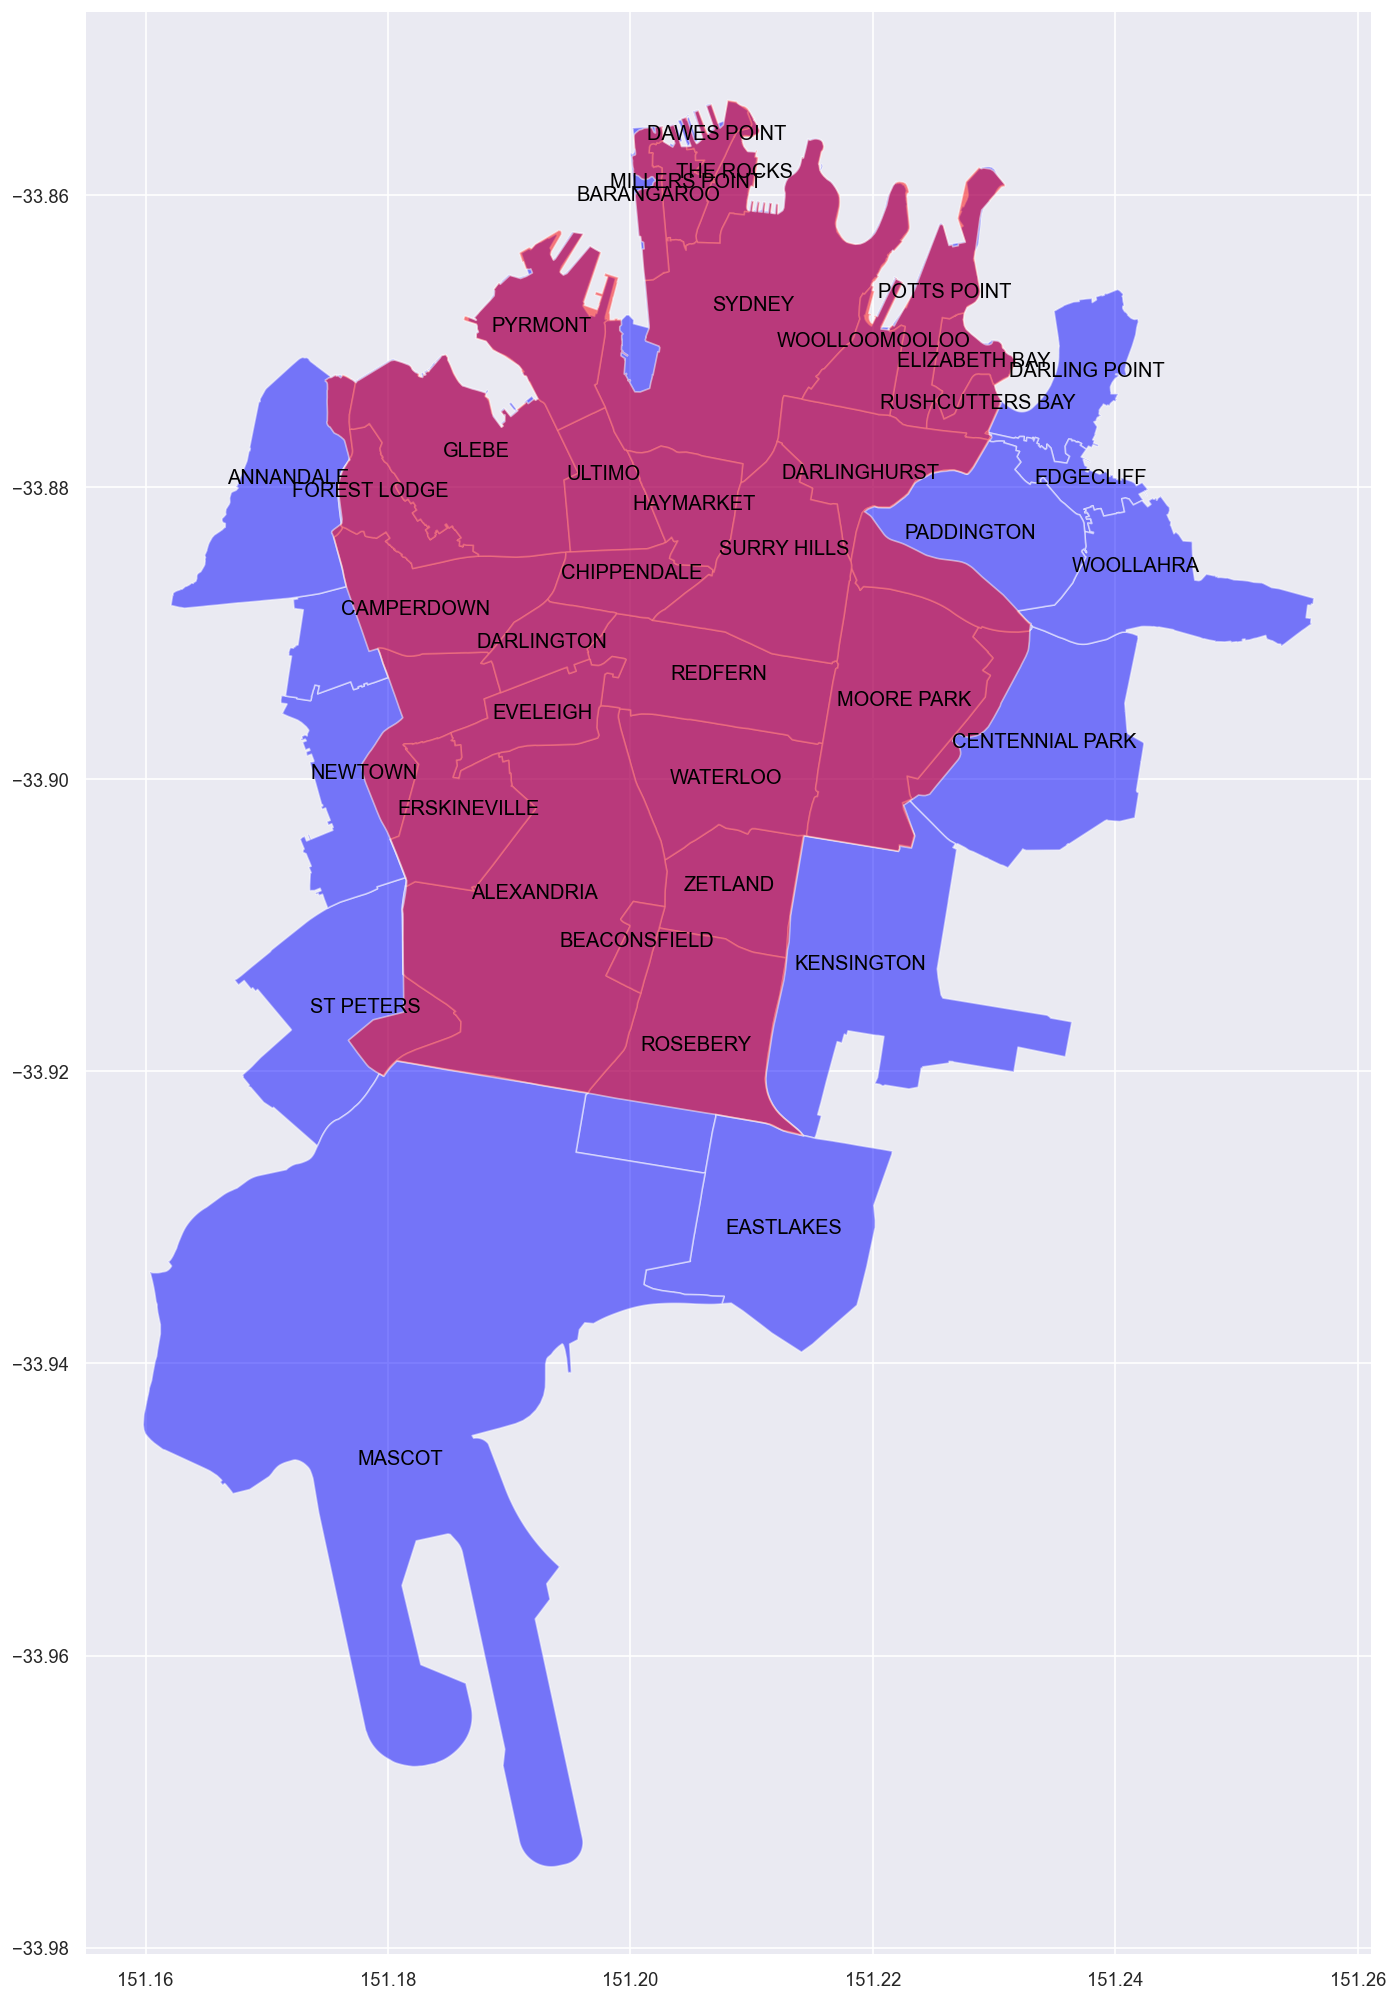 DAWES POINT
THE ROCKS
MILLERS POINT
BARANGAROO
−33.86
POTTS POINT
SYDNEY
PYRMONT
WOOLLOOMOOLOO
ELIZABETH BAY
DARLING POINT
RUSHCUTTERS BAY
GLEBE
ANNANDALE
ULTIMO
DARLINGHURST
EDGECLIFF
−33.88
FOREST LODGE
HAYMARKET
PADDINGTON
SURRY HILLS
WOOLLAHRA
CHIPPENDALE
CAMPERDOWN
DARLINGTON
REDFERN
MOORE PARK
EVELEIGH
CENTENNIAL PARK
NEWTOWN
WATERLOO
−33.90
ERSKINEVILLE
ZETLAND
ALEXANDRIA
BEACONSFIELD
KENSINGTON
ST PETERS
ROSEBERY
−33.92
EASTLAKES
−33.94
MASCOT
−33.96
−33.98
151.16
151.18
151.20
151.22
151.24
151.26